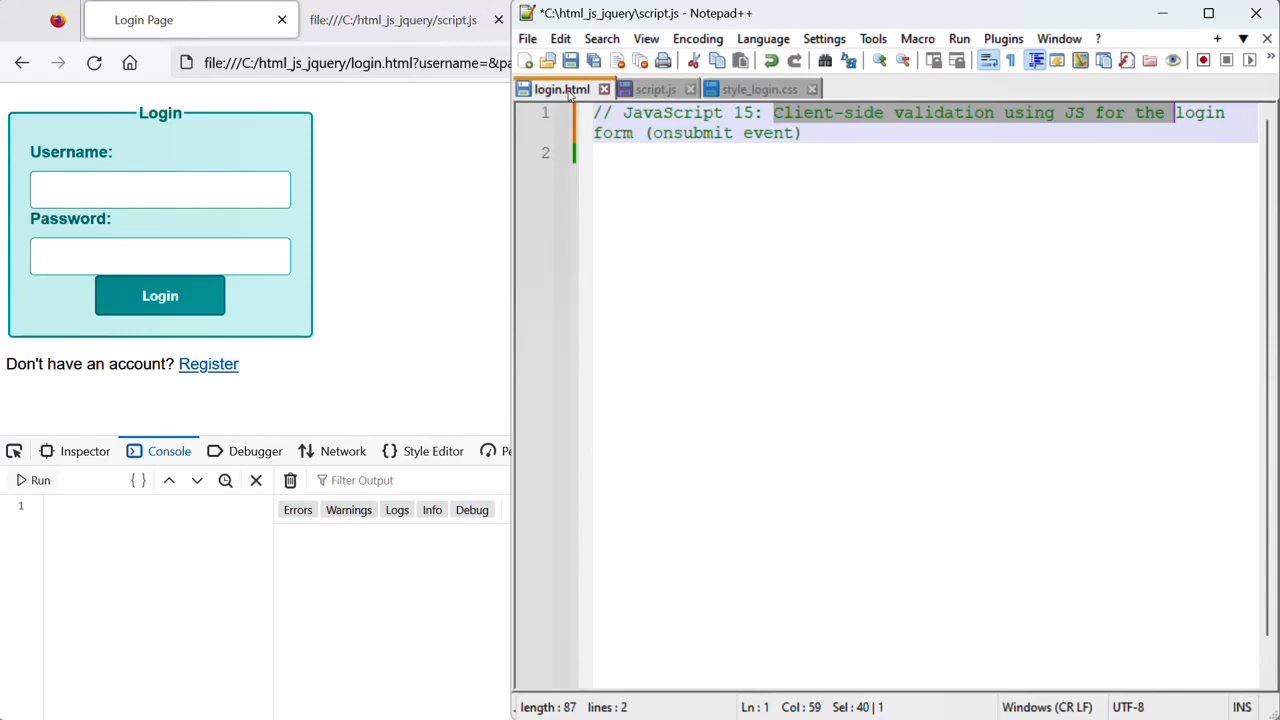 Login Page
file:///C:/html_js_jquery/script.js
file:///C:/html_js_jquery/login.html?username=&pa
Login
Username:
Password:
Login
Don't have an account? Register
Inspector
Console
Debugger
Network
{ } Style Editor
Pe
Run
{ }
Filter Output
1
Errors
Warnings
Logs
Info
Debug
*C:\html_js_jquery\script.js - Notepad++
File
Edit
Search
View
Encoding
Language
Settings
Tools
Macro
Run
Plugins
Window
?
login.html
script.js
style_login.css
1
// JavaScript 15: Client-side validation using JS for the login
form (onsubmit event)
2
length : 87 lines : 2
Ln : 1 Col : 59 Sel : 40 | 1
Windows (CR LF)
UTF-8
INS